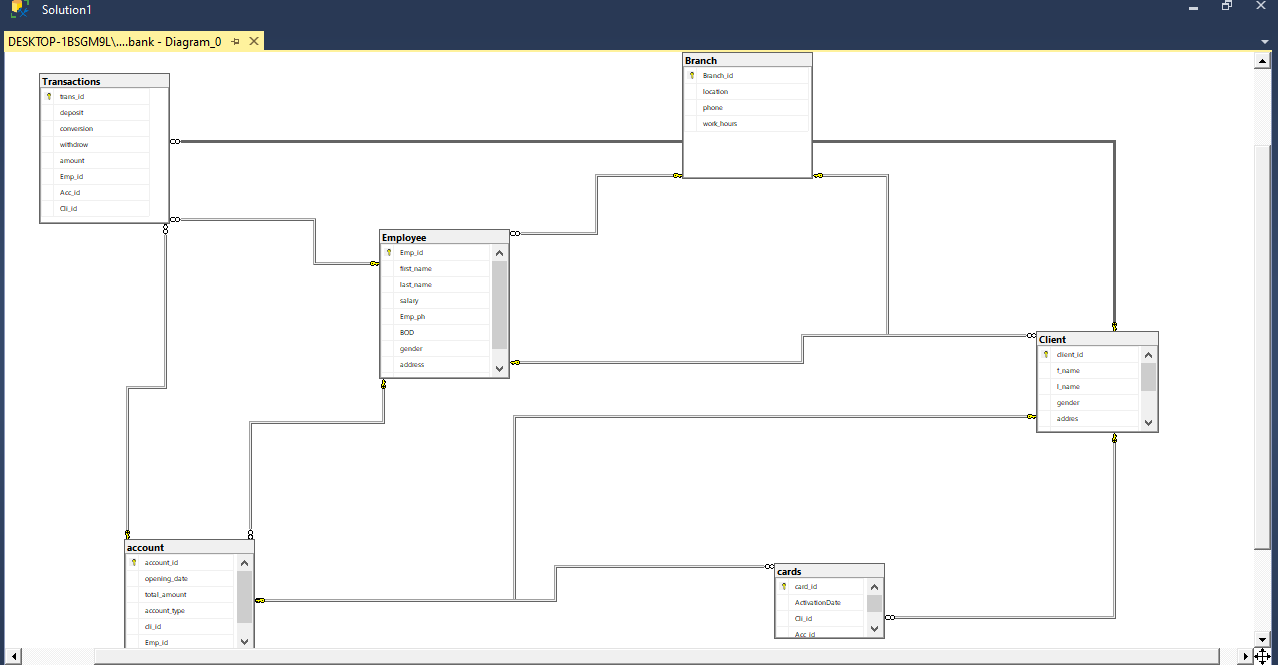 Solution1
DESKTOP-1BSGM9L\....bank - Diagram_0
Transactions
trans_id
deposit
conversion
withdrow
amount
Emp_id
Acc_id
Cli_id
Branch
Branch_id
location
phone
work_hours
Employee
Emp_id
first_name
last_name
salary
Emp_ph
BOD
gender
address
Client
client_id
f_name
l_name
gender
addres
account
account_id
opening_date
total_amount
account_type
cli_id
Emp_id
cards
card_id
ActivationDate
Cli_id
Acc_id